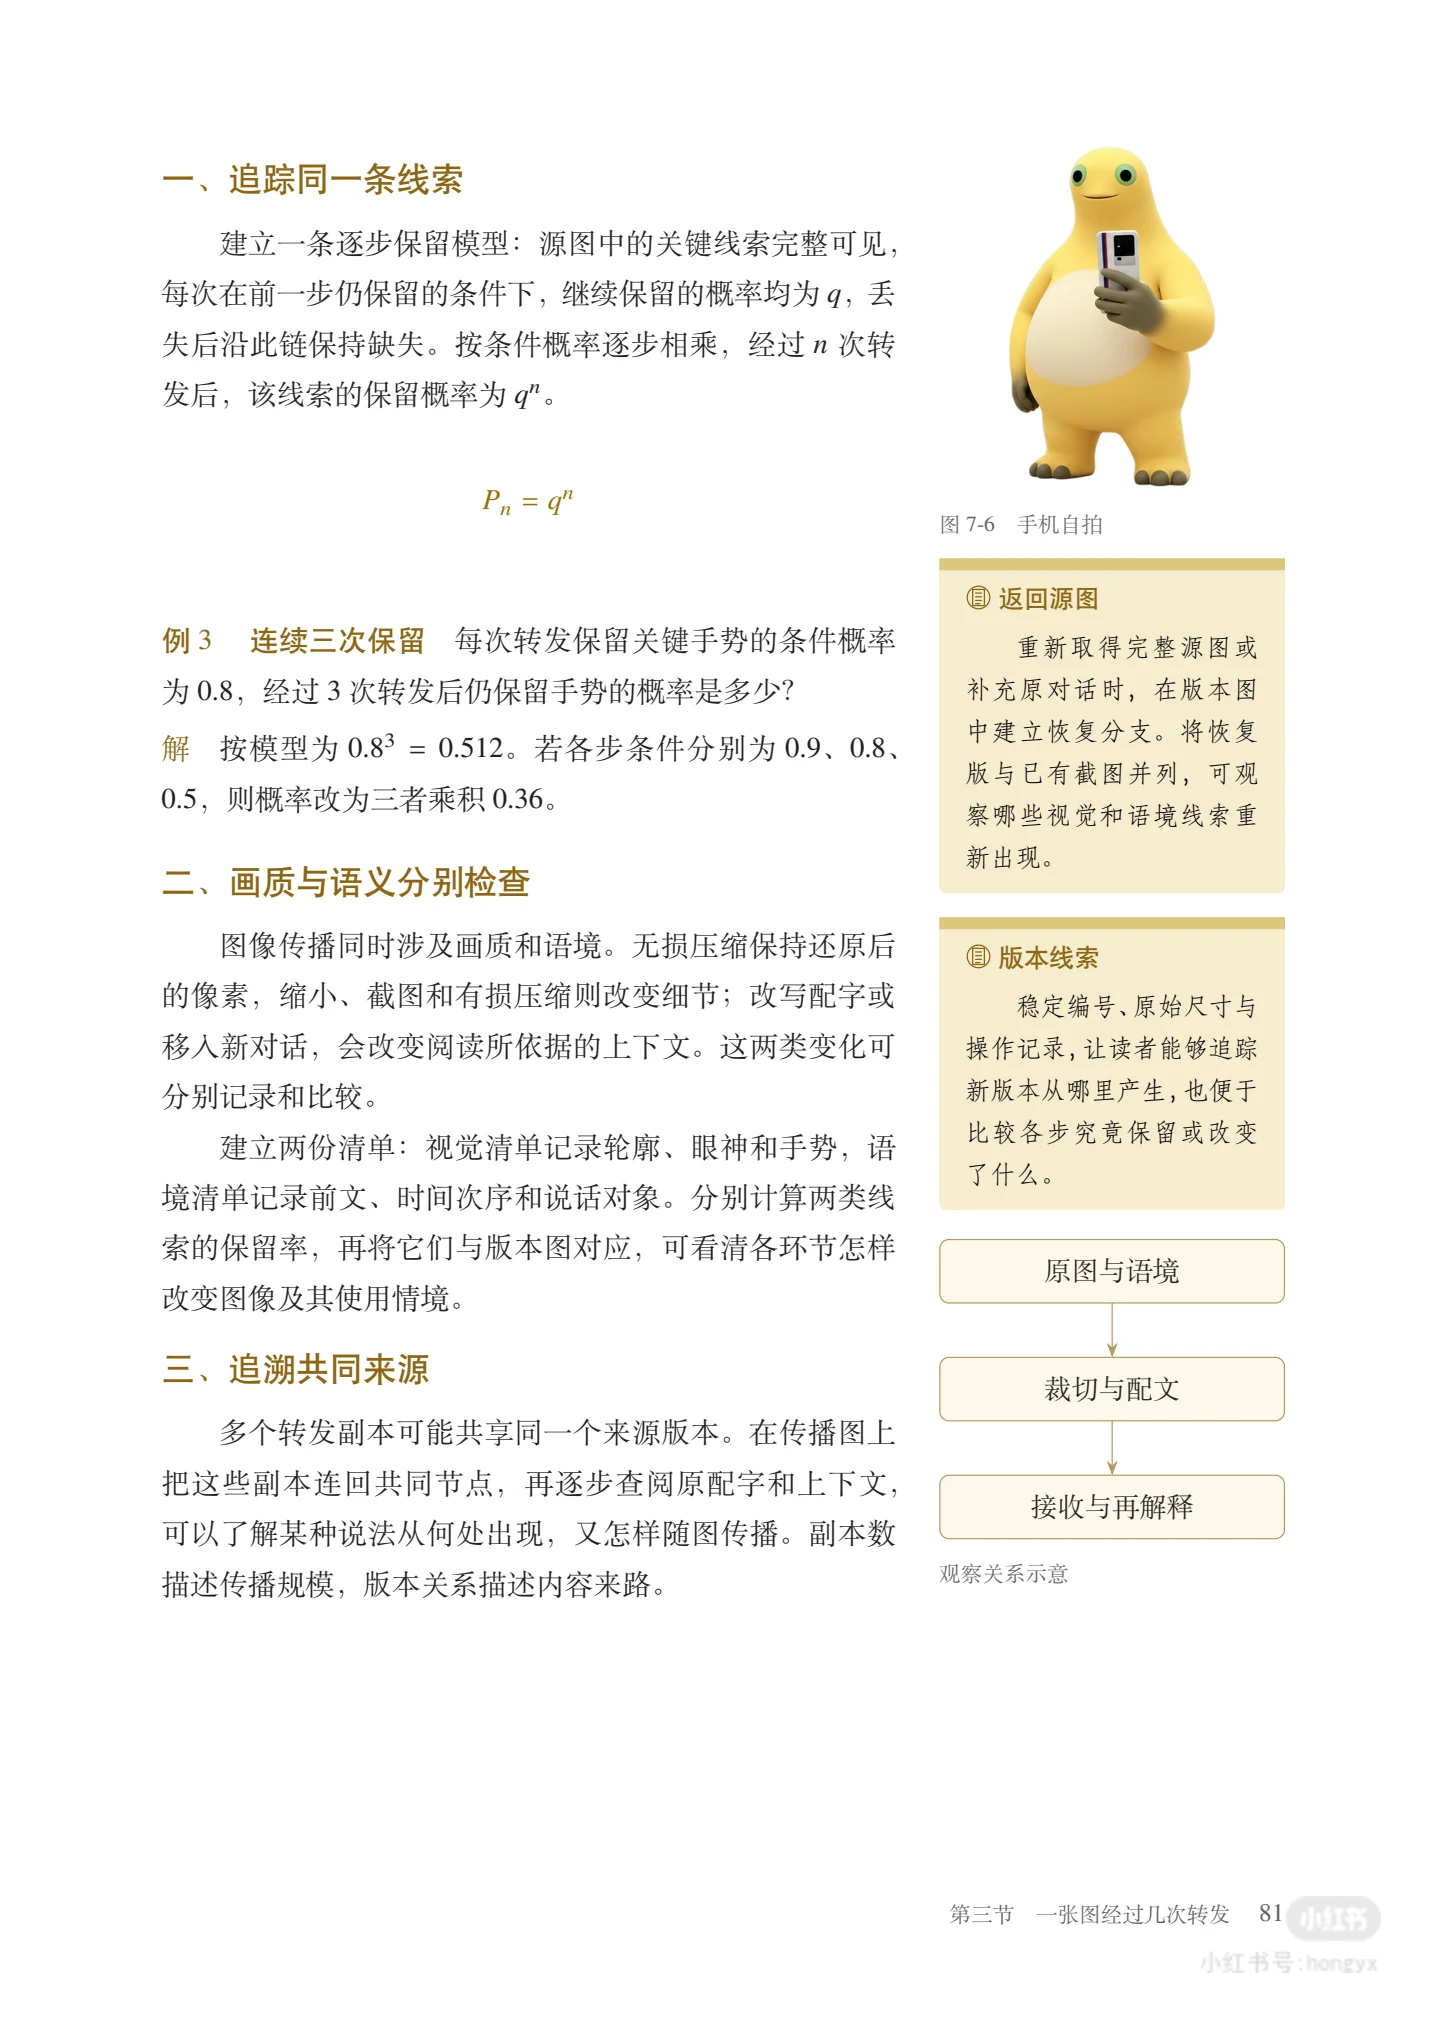 一、追踪同一条线索
建立一条逐步保留模型：源图中的关键线索完整可见，
每次在前一步仍保留的条件下，继续保留的概率均为 q，丢
失后沿此链保持缺失。按条件概率逐步相乘，经过 n 次转
发后，该线索的保留概率为 qⁿ。
Pₙ = qⁿ
例 3 连续三次保留 每次转发保留关键手势的条件概率
为 0.8，经过 3 次转发后仍保留手势的概率是多少？
解 按模型为 0.8³ = 0.512。若各步条件分别为 0.9、0.8、
0.5，则概率改为三者乘积 0.36。
二、画质与语义分别检查
图像传播同时涉及画质和语境。无损压缩保持还原后
的像素，缩小、截图和有损压缩则改变细节；改写配字或
移入新对话，会改变阅读所依据的上下文。这两类变化可
分别记录和比较。
建立两份清单：视觉清单记录轮廓、眼神和手势，语
境清单记录前文、时间次序和说话对象。分别计算两类线
索的保留率，再将它们与版本图对应，可看清各环节怎样
改变图像及其使用情境。
三、追溯共同来源
多个转发副本可能共享同一个来源版本。在传播图上
把这些副本连回共同节点，再逐步查阅原配字和上下文，
可以了解某种说法从何处出现，又怎样随图传播。副本数
描述传播规模，版本关系描述内容来路。
图 7-6 手机自拍
返回源图
重新取得完整源图或
补充原对话时，在版本图
中建立恢复分支。将恢复
版与已有截图并列，可观
察哪些视觉和语境线索重
新出现。
版本线索
稳定编号、原始尺寸与
操作记录，让读者能够追踪
新版本从哪里产生，也便于
比较各步究竟保留或改变
了什么。
原图与语境
裁切与配文
接收与再解释
观察关系示意
第三节 一张图经过几次转发 81
小红书
小红书号:hongyx